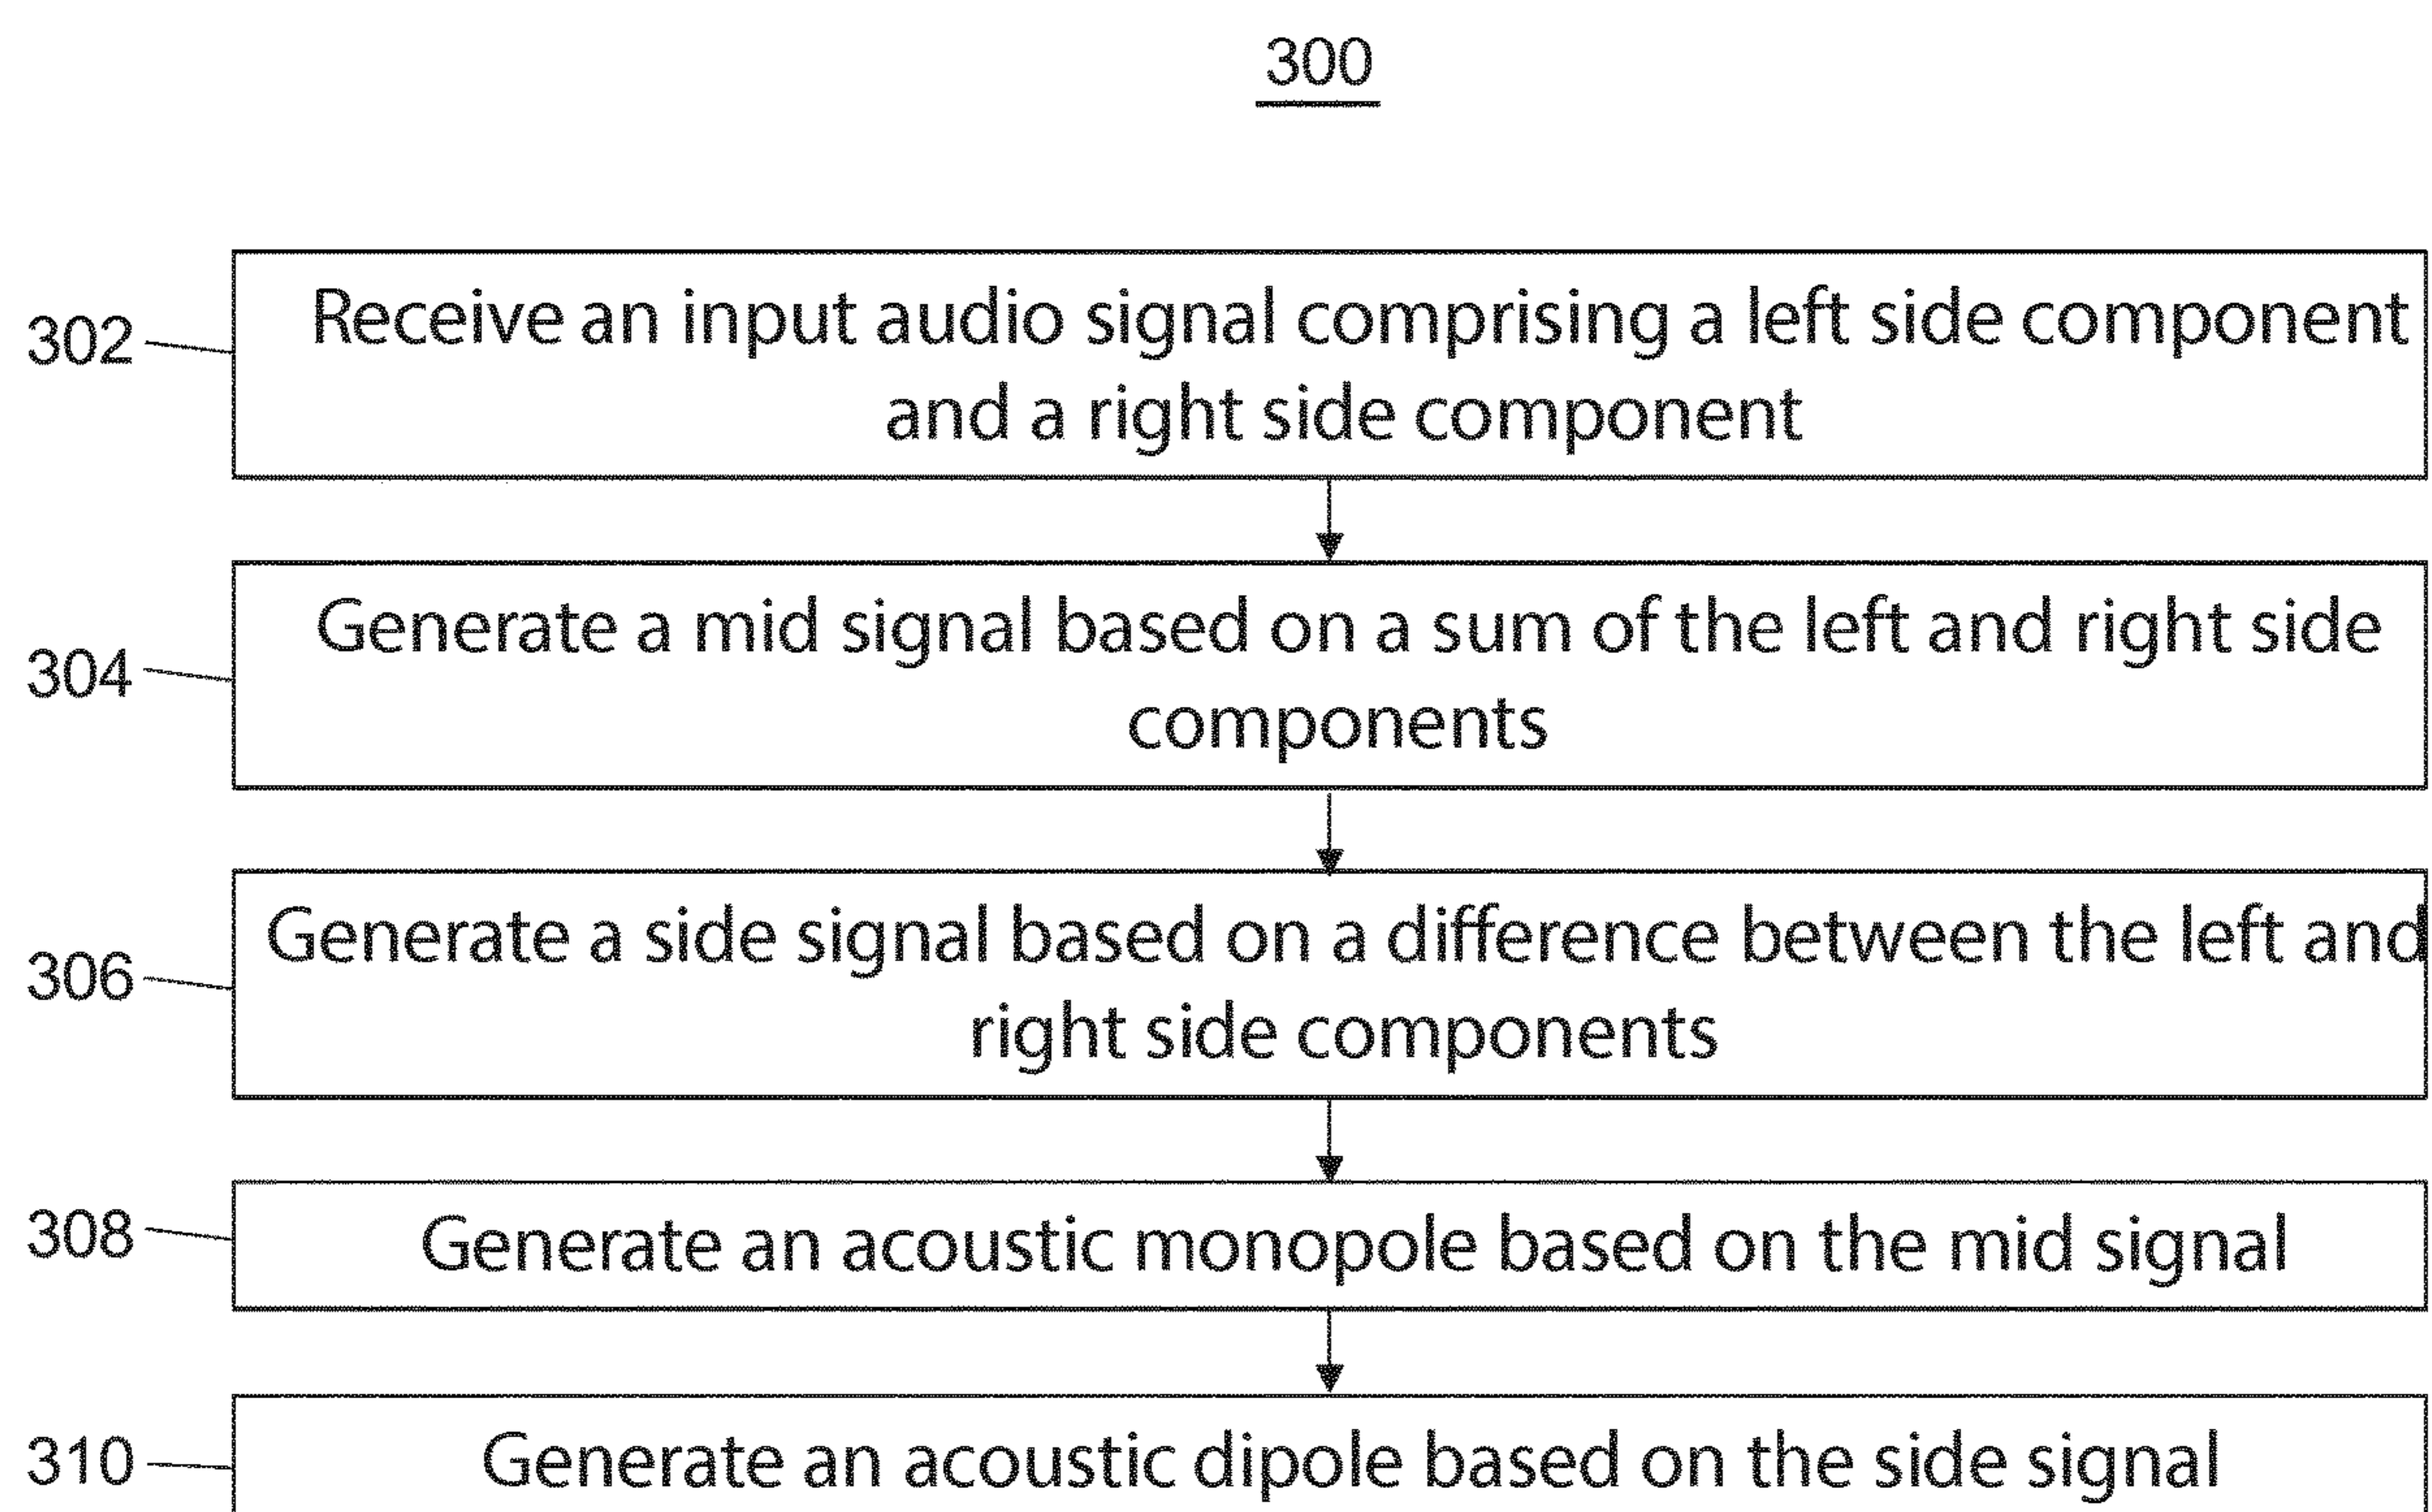 300
302
Receive an input audio signal comprising a left side component
and a right side component
304
Generate a mid signal based on a sum of the left and right side
components
306
Generate a side signal based on a difference between the left and
right side components
308
Generate an acoustic monopole based on the mid signal
310
Generate an acoustic dipole based on the side signal